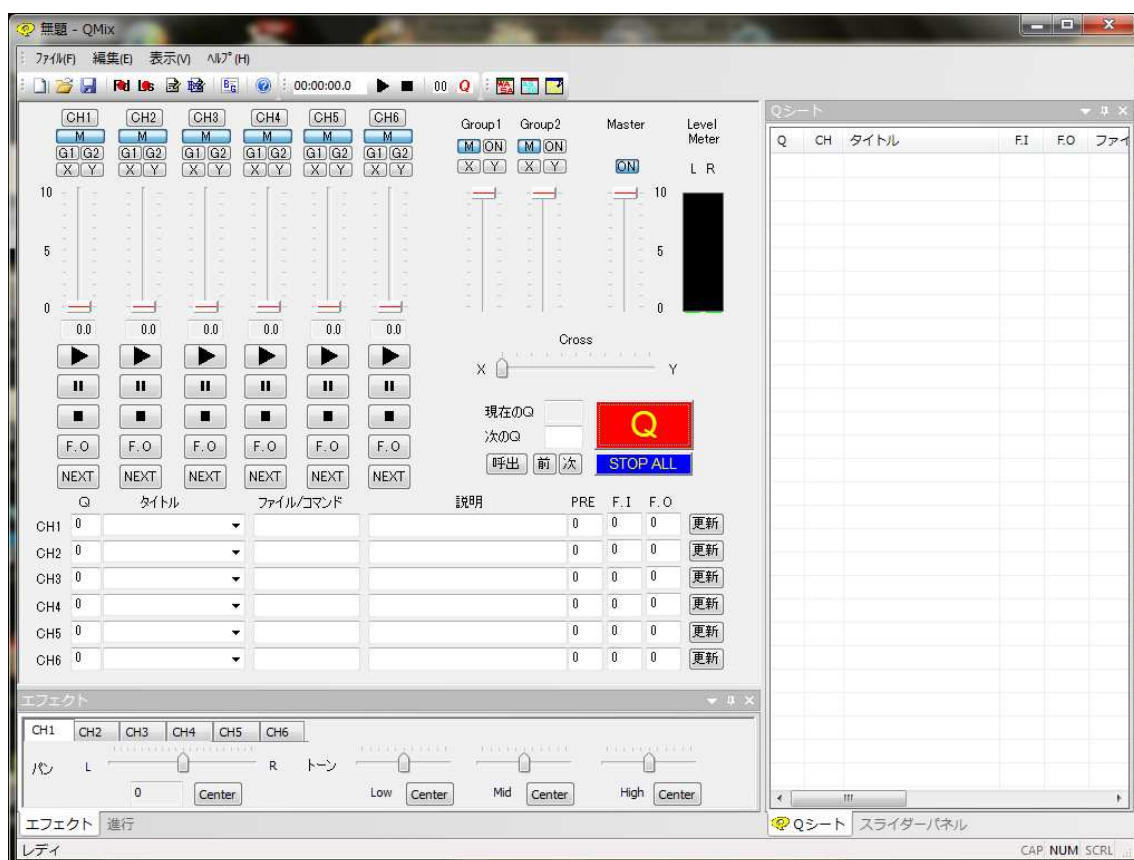 無題 - QMix
ﾌｧｲﾙ(F) 編集(E) 表示(V) ﾍﾙﾌﾟ(H)
00:00:00.0 00 Q
CH1 CH2 CH3 CH4 CH5 CH6
M M M M M M
G1 G2 G1 G2 G1 G2 G1 G2 G1 G2 G1 G2
X Y X Y X Y X Y X Y X Y
Group1 Group2 Master Level Meter
M ON M ON
X Y X Y ON L R
10 10
5 5
0 0
0.0 0.0 0.0 0.0 0.0 0.0
Cross
X Y
F.O F.O F.O F.O F.O F.O
NEXT NEXT NEXT NEXT NEXT NEXT
現在のQ
次のQ
呼出 前 次
Q
STOP ALL
Q タイトル ファイル/コマンド 説明 PRE F.I F.O
CH1 0 0 0 0 更新
CH2 0 0 0 0 更新
CH3 0 0 0 0 更新
CH4 0 0 0 0 更新
CH5 0 0 0 0 更新
CH6 0 0 0 0 更新
エフェクト
CH1 CH2 CH3 CH4 CH5 CH6
パン L R トーン
0 Center Low Center Mid Center High Center
エフェクト 進行
Qシート
Q CH タイトル F.I F.O ファイ
Qシート スライダーパネル
レディ CAP NUM SCRL